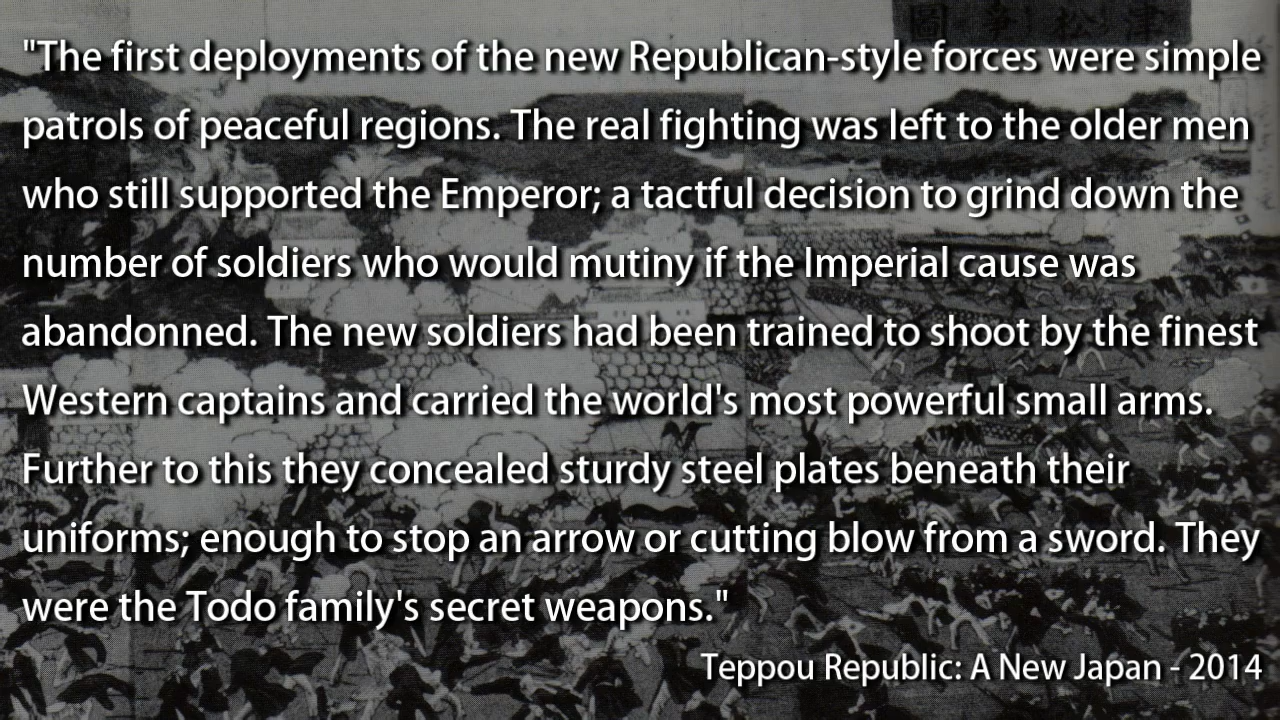 圖 争 松 津
"The first deployments of the new Republican-style forces were simple
patrols of peaceful regions. The real fighting was left to the older men
who still supported the Emperor; a tactful decision to grind down the
number of soldiers who would mutiny if the Imperial cause was
abandonned. The new soldiers had been trained to shoot by the finest
Western captains and carried the world's most powerful small arms.
Further to this they concealed sturdy steel plates beneath their
uniforms; enough to stop an arrow or cutting blow from a sword. They
were the Todo family's secret weapons."
Teppou Republic: A New Japan - 2014